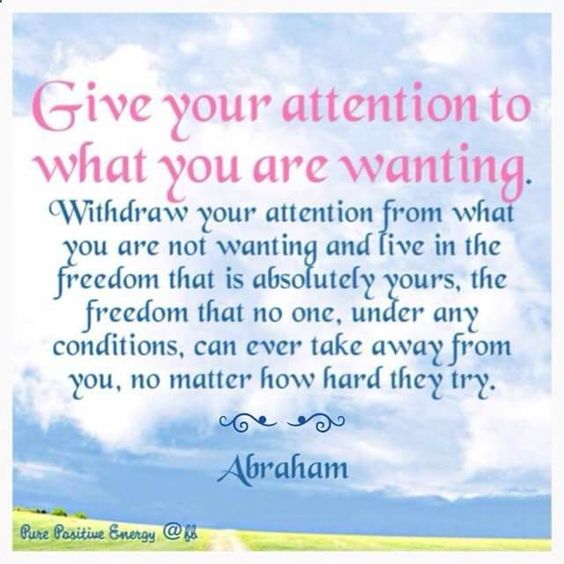 Give your attention to
what you are wanting.
Withdraw your attention from what
you are not wanting and live in the
freedom that is absolutely yours, the
freedom that no one, under any
conditions, can ever take away from
you, no matter how hard they try.
Abraham
Pure Positive Energy @fb